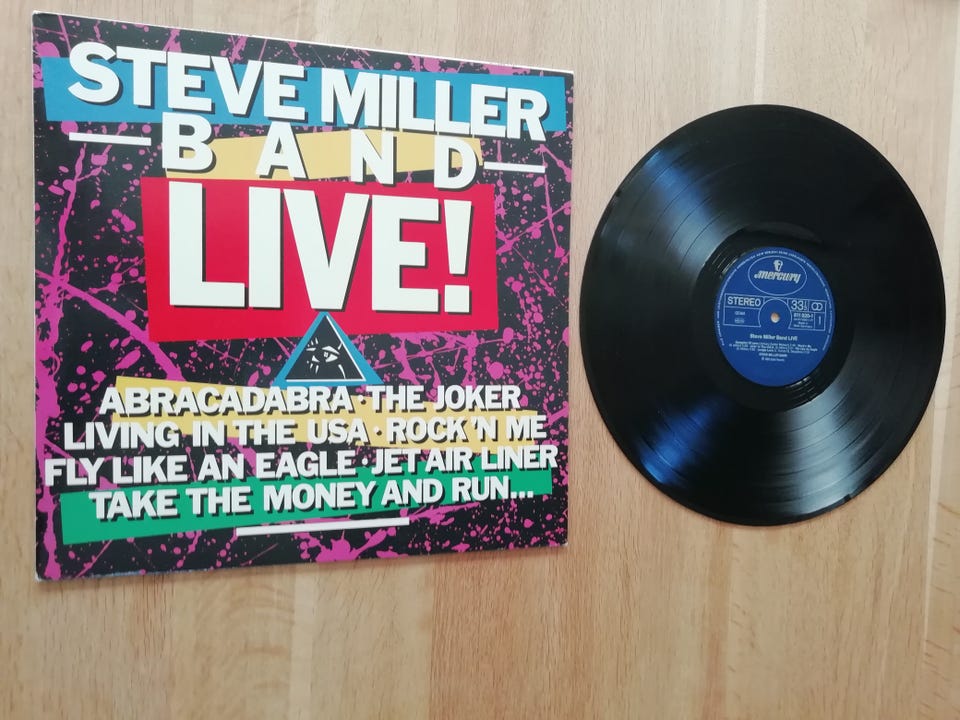 STEVE MILLER
BAND
LIVE!
ABRACADABRA · THE JOKER
LIVING IN THE USA · ROCK 'N ME
FLY LIKE AN EAGLE · JET AIR LINER
TAKE THE MONEY AND RUN...
mercury
STEREO
33⅓
Steve Miller Band LIVE